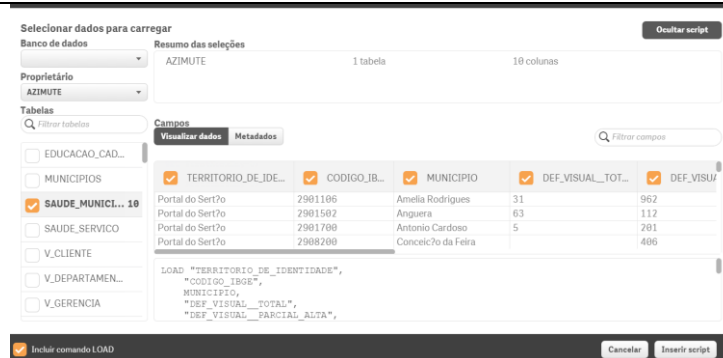 Selecionar dados para carregar
Ocultar script
Banco de dados
Resumo das seleções
AZIMUTE 1 tabela 10 colunas
Proprietário
AZIMUTE
Tabelas
Filtrar tabelas
Campos
Visualizar dados Metadados
Filtrar campos
EDUCACAO_CAD...
MUNICIPIOS
SAUDE_MUNICI... 10
SAUDE_SERVICO
V_CLIENTE
V_DEPARTAMEN...
V_GERENCIA
TERRITORIO_DE_IDE... CODIGO_IB... MUNICIPIO DEF_VISUAL__TOT... DEF_VISUA
Portal do Sert?o 2901106 Amelia Rodrigues 31 962
Portal do Sert?o 2901502 Anguera 63 112
Portal do Sert?o 2901700 Antonio Cardoso 5 201
Portal do Sert?o 2908200 Conceic?o da Feira 406
LOAD "TERRITORIO_DE_IDENTIDADE",
"CODIGO_IBGE",
MUNICIPIO,
"DEF_VISUAL__TOTAL",
"DEF_VISUAL__PARCIAL_ALTA",
Incluir comando LOAD
Cancelar
Inserir script